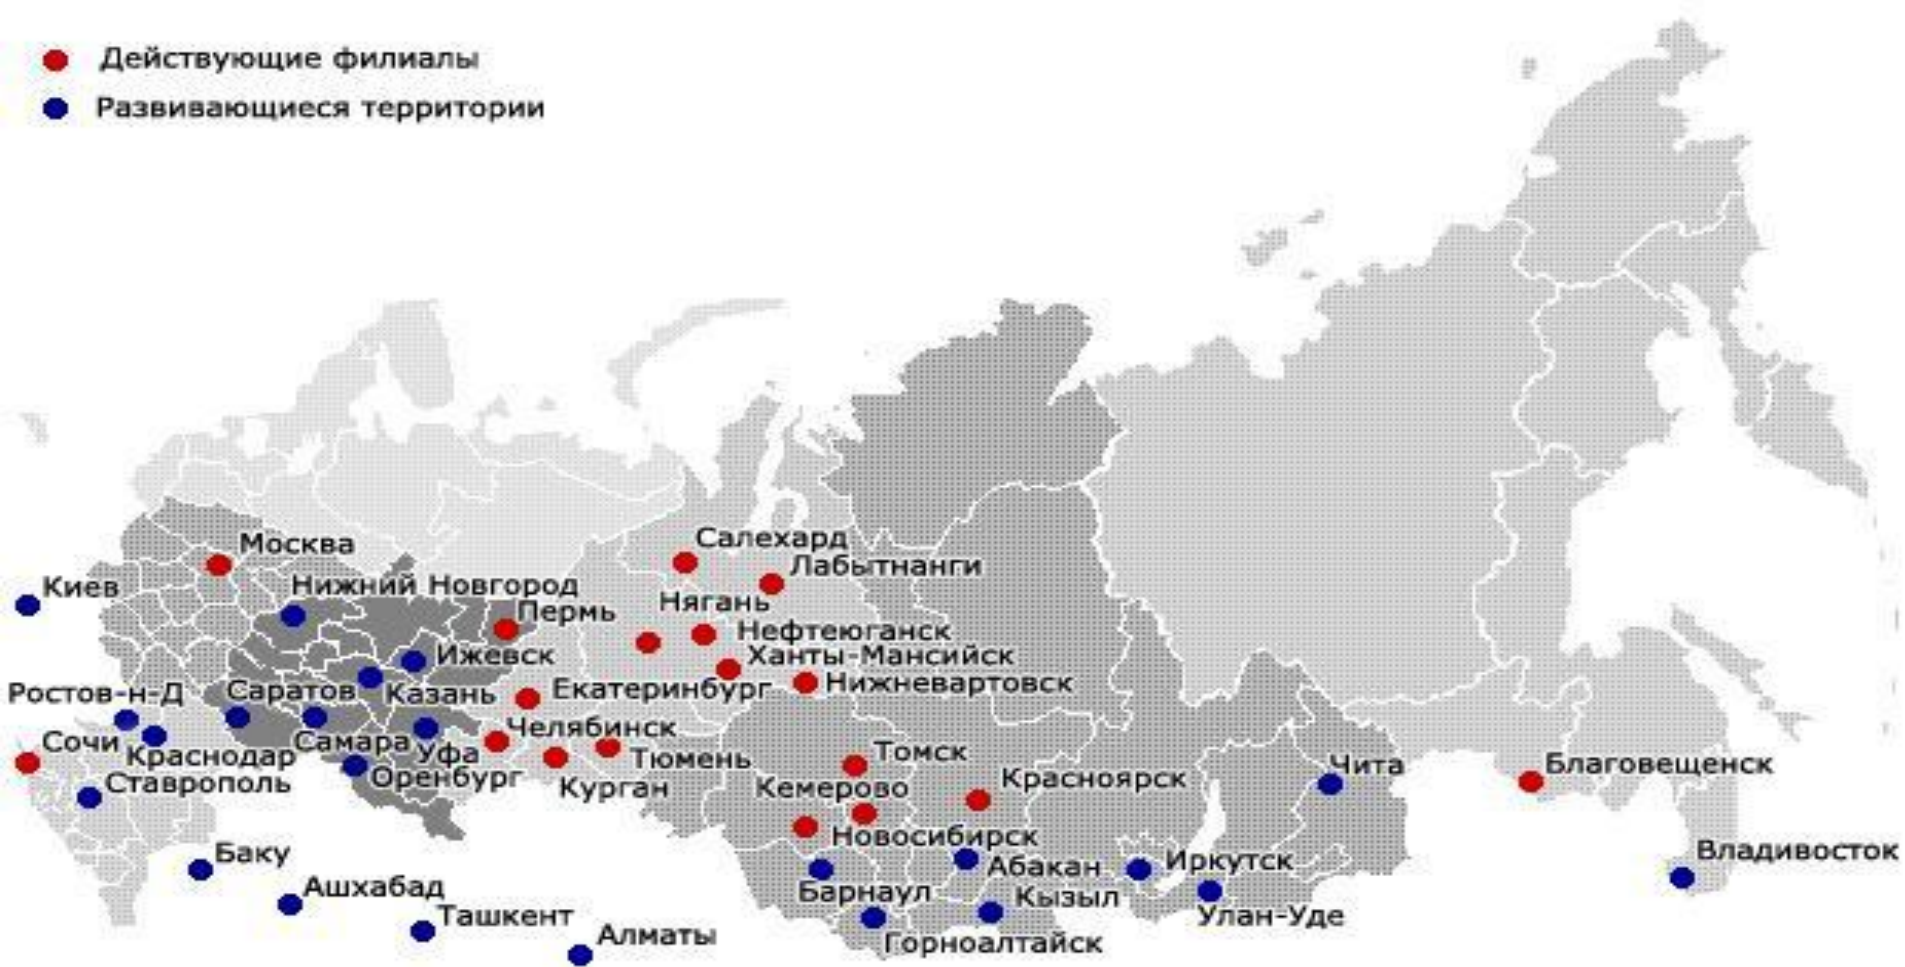 Действующие филиалы
Развивающиеся территории
Салехард
Москва
Лабытнанги
Киев
Нижний Новгород
Нягань
Пермь
Нефтеюганск
Ижевск
Ханты-Мансийск
Ростов-н-Д
Саратов
Казань
Екатеринбург
Нижневартовск
Сочи
Краснодар
Самара
Уфа
Челябинск
Тюмень
Томск
Чита
Благовещенск
Ставрополь
Оренбург
Курган
Кемерово
Красноярск
Новосибирск
Баку
Абакан
Иркутск
Владивосток
Ашхабад
Барнаул
Кызыл
Ташкент
Улан-Уде
Алматы
Горноалтайск